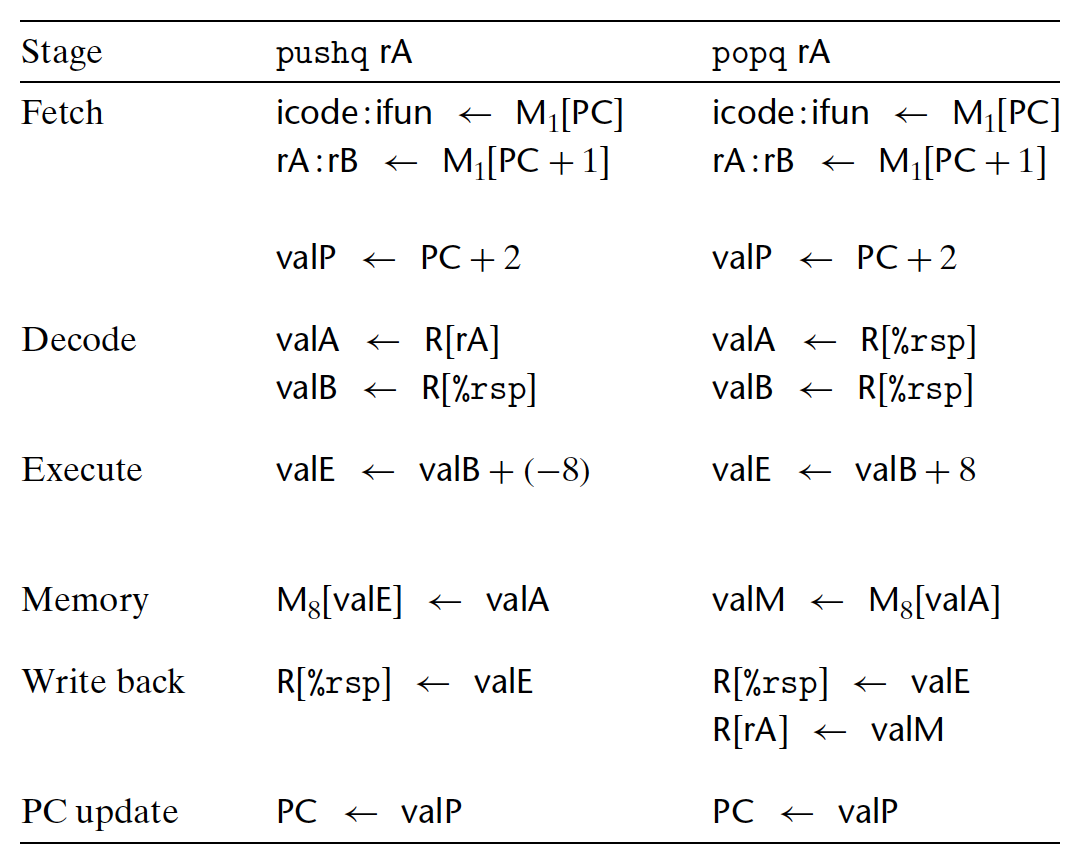 Stage pushq rA popq rA
Fetch icode:ifun ← M₁[PC] icode:ifun ← M₁[PC]
rA:rB ← M₁[PC + 1] rA:rB ← M₁[PC + 1]
valP ← PC + 2 valP ← PC + 2
Decode valA ← R[rA] valA ← R[%rsp]
valB ← R[%rsp] valB ← R[%rsp]
Execute valE ← valB + (−8) valE ← valB + 8
Memory M₈[valE] ← valA valM ← M₈[valA]
Write back R[%rsp] ← valE R[%rsp] ← valE
R[rA] ← valM
PC update PC ← valP PC ← valP